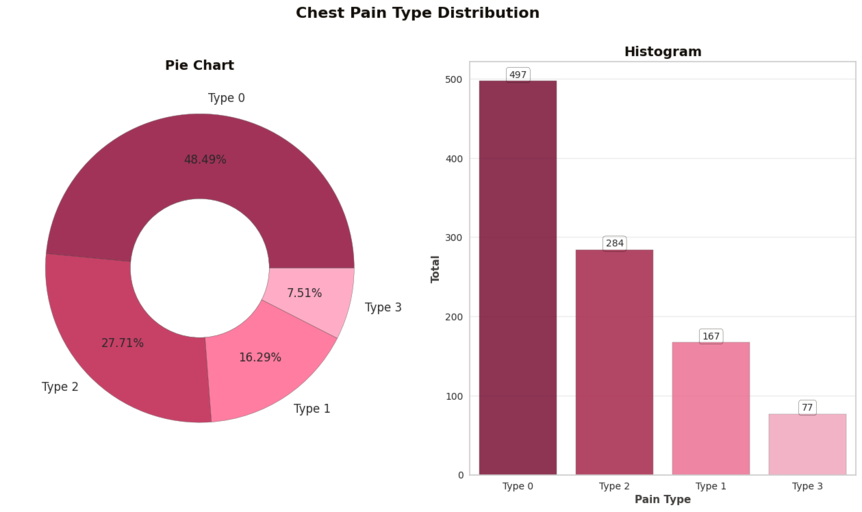 Chest Pain Type Distribution
Pie Chart
Type 0
48.49%
7.51%
Type 3
27.71%
16.29%
Type 2
Type 1
Histogram
500
400
300
200
100
0
Total
497
284
167
77
Type 0 Type 2 Type 1 Type 3
Pain Type